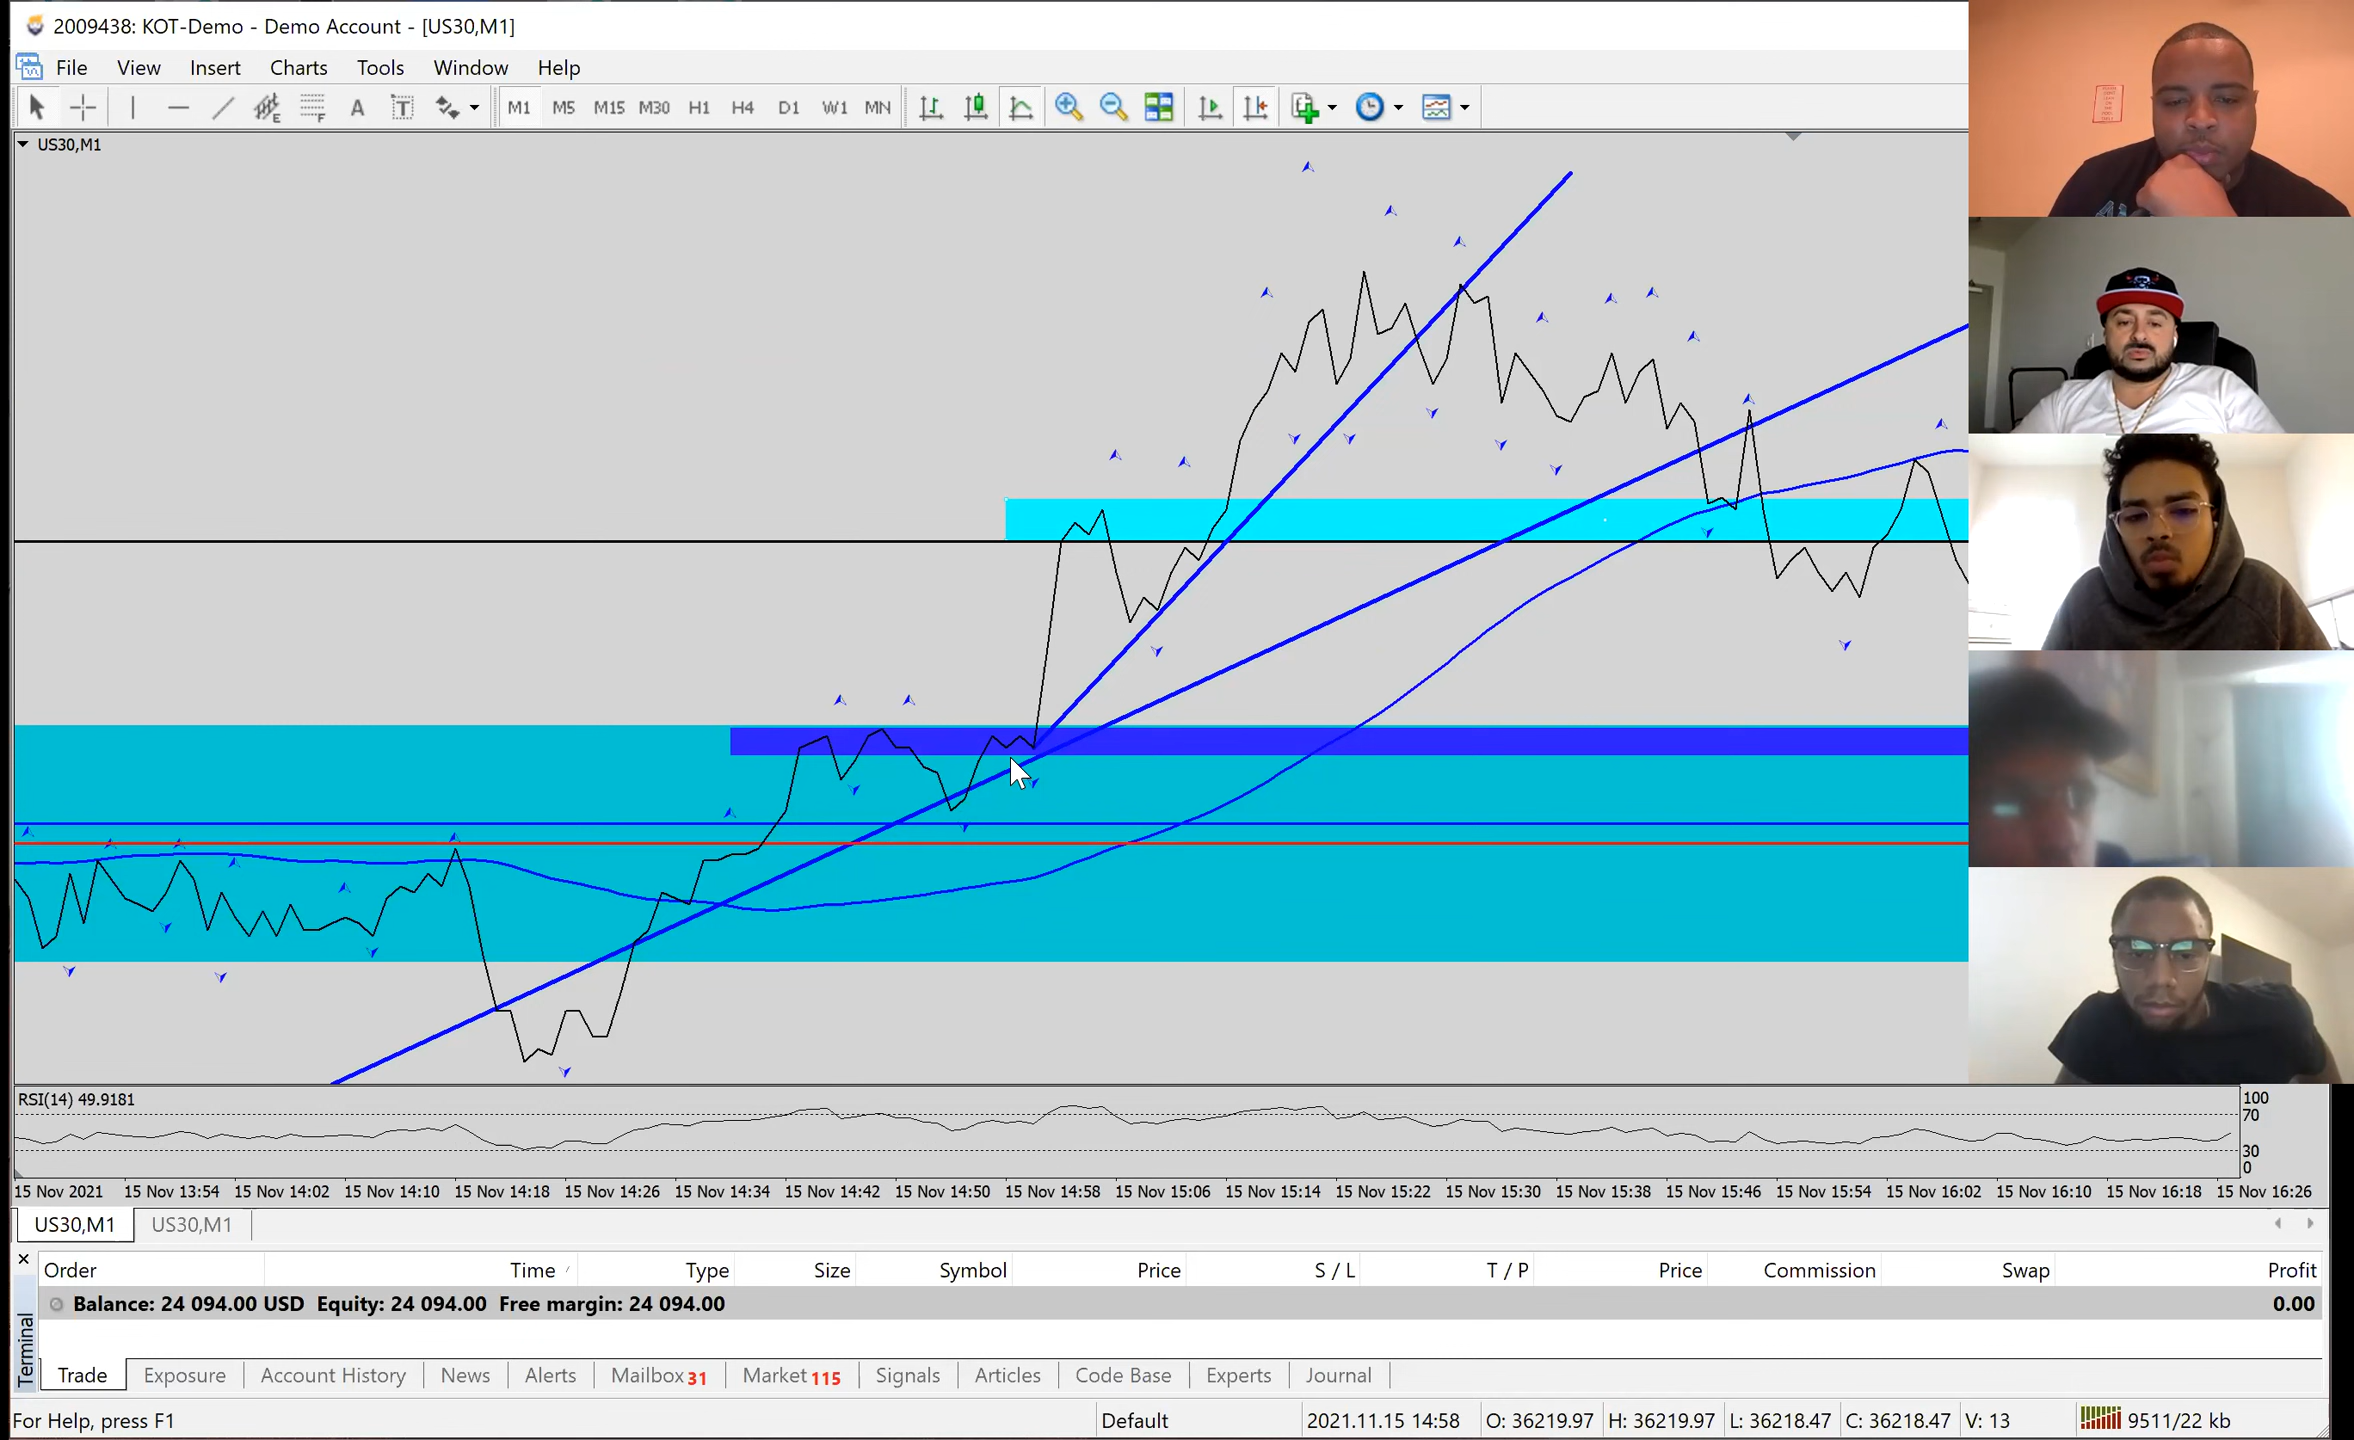 2009438: KOT-Demo - Demo Account - [US30,M1]
File View Insert Charts Tools Window Help
A T E F M1 M5 M15 M30 H1 H4 D1 W1 MN
US30,M1
RSI(14) 49.9181
100
70
30
0
15 Nov 2021 15 Nov 13:54 15 Nov 14:02 15 Nov 14:10 15 Nov 14:18 15 Nov 14:26 15 Nov 14:34 15 Nov 14:42 15 Nov 14:50 15 Nov 14:58 15 Nov 15:06 15 Nov 15:14 15 Nov 15:22 15 Nov 15:30 15 Nov 15:38 15 Nov 15:46 15 Nov 15:54 15 Nov 16:02 15 Nov 16:10 15 Nov 16:18 15 Nov 16:26
US30,M1 US30,M1
Order Time Type Size Symbol Price S / L T / P Price Commission Swap Profit
Balance: 24 094.00 USD Equity: 24 094.00 Free margin: 24 094.00 0.00
Terminal
Trade Exposure Account History News Alerts Mailbox 31 Market 115 Signals Articles Code Base Experts Journal
For Help, press F1 Default 2021.11.15 14:58 O: 36219.97 H: 36219.97 L: 36218.47 C: 36218.47 V: 13 9511/22 kb